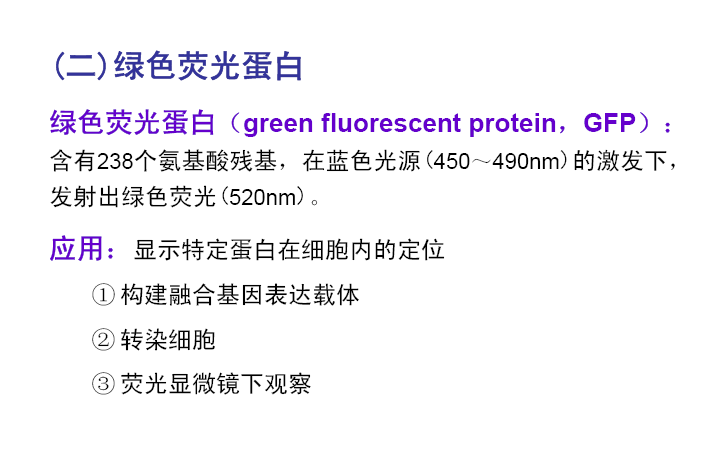 (二)绿色荧光蛋白
绿色荧光蛋白（green fluorescent protein，GFP）：
含有238个氨基酸残基，在蓝色光源(450～490nm)的激发下，
发射出绿色荧光(520nm)。
应用：显示特定蛋白在细胞内的定位
① 构建融合基因表达载体
② 转染细胞
③ 荧光显微镜下观察